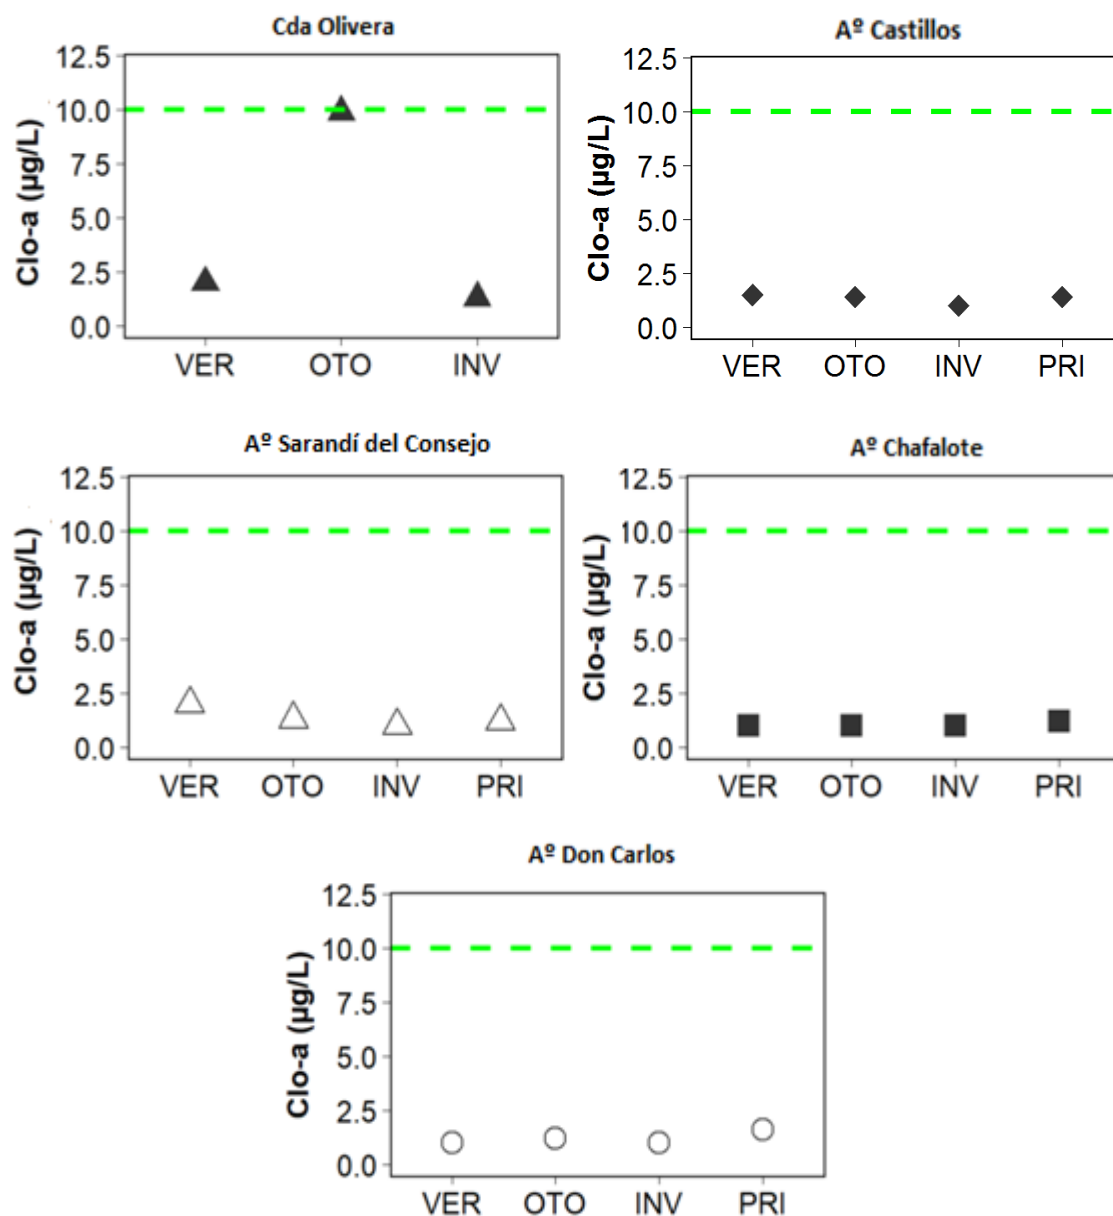 Cda Olivera
12.5
10.0
7.5
5.0
2.5
0.0
Clo-a (µg/L)
VER OTO INV
Aº Castillos
12.5
10.0
7.5
5.0
2.5
0.0
Clo-a (µg/L)
VER OTO INV PRI
Aº Sarandí del Consejo
12.5
10.0
7.5
5.0
2.5
0.0
Clo-a (µg/L)
VER OTO INV PRI
Aº Chafalote
12.5
10.0
7.5
5.0
2.5
0.0
Clo-a (µg/L)
VER OTO INV PRI
Aº Don Carlos
12.5
10.0
7.5
5.0
2.5
0.0
Clo-a (µg/L)
VER OTO INV PRI